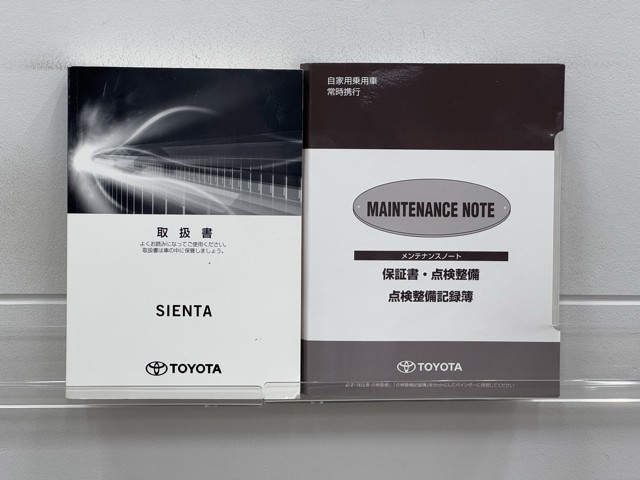 取扱書
よくお読みになってご使用ください。
取扱書は車の中に保管しましょう。
SIENTA
TOYOTA
自家用乗用車
常時携行
MAINTENANCE NOTE
メンテナンスノート
保証書・点検整備
点検整備記録簿
TOYOTA